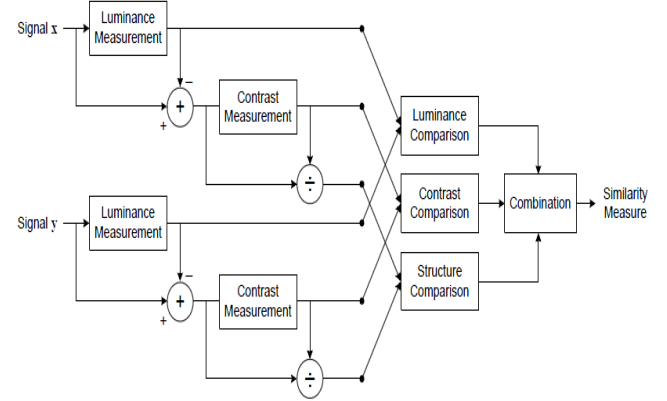 Signal x
Luminance
Measurement
−
+
+
Contrast
Measurement
÷
Luminance
Comparison
Signal y
Luminance
Measurement
Contrast
Comparison
Combination
Similarity
Measure
−
+
+
Contrast
Measurement
Structure
Comparison
÷